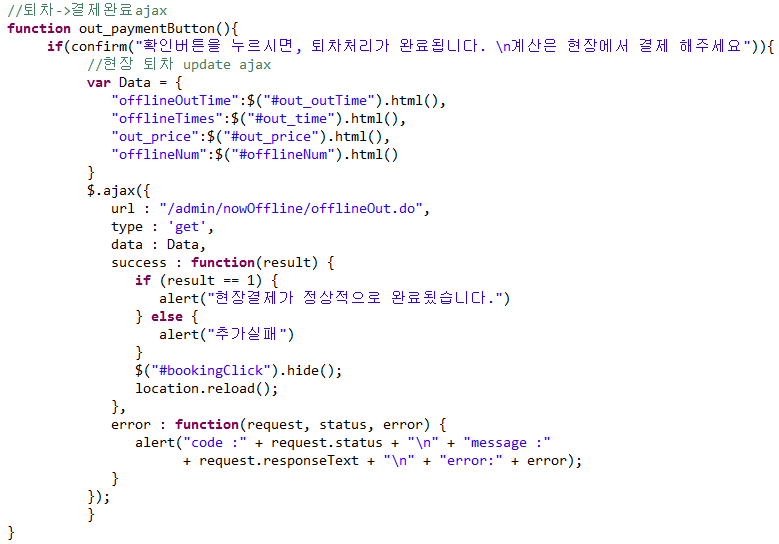 //퇴차->결제완료ajax
function out_paymentButton(){
if(confirm("확인버튼을 누르시면, 퇴차처리가 완료됩니다. \n계산은 현장에서 결제 해주세요")){
//현장 퇴차 update ajax
var Data = {
"offlineOutTime":$("#out_outTime").html(),
"offlineTimes":$("#out_time").html(),
"out_price":$("#out_price").html(),
"offlineNum":$("#offlineNum").html()
}
$.ajax({
url : "/admin/nowOffline/offlineOut.do",
type : 'get',
data : Data,
success : function(result) {
if (result == 1) {
alert("현장결제가 정상적으로 완료됬습니다.")
} else {
alert("추가실패")
}
$("#bookingClick").hide();
location.reload();
},
error : function(request, status, error) {
alert("code :" + request.status + "\n" + "message :"
+ request.responseText + "\n" + "error:" + error);
}
});
}
}